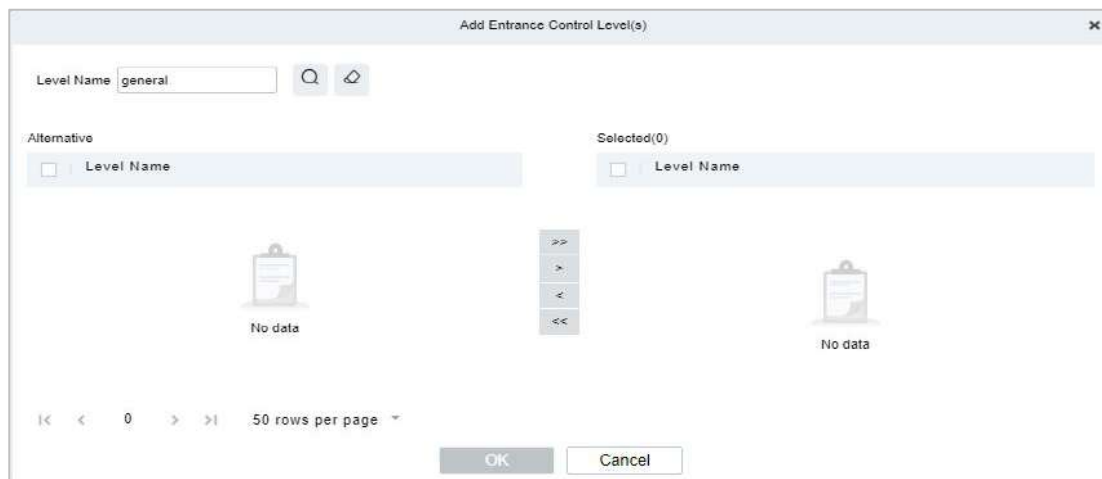 Add Entrance Control Level(s)
Level Name general
Alternative
Selected(0)
Level Name
Level Name
>>
>
<
<<
No data
No data
|< < 0 > >| 50 rows per page
OK Cancel